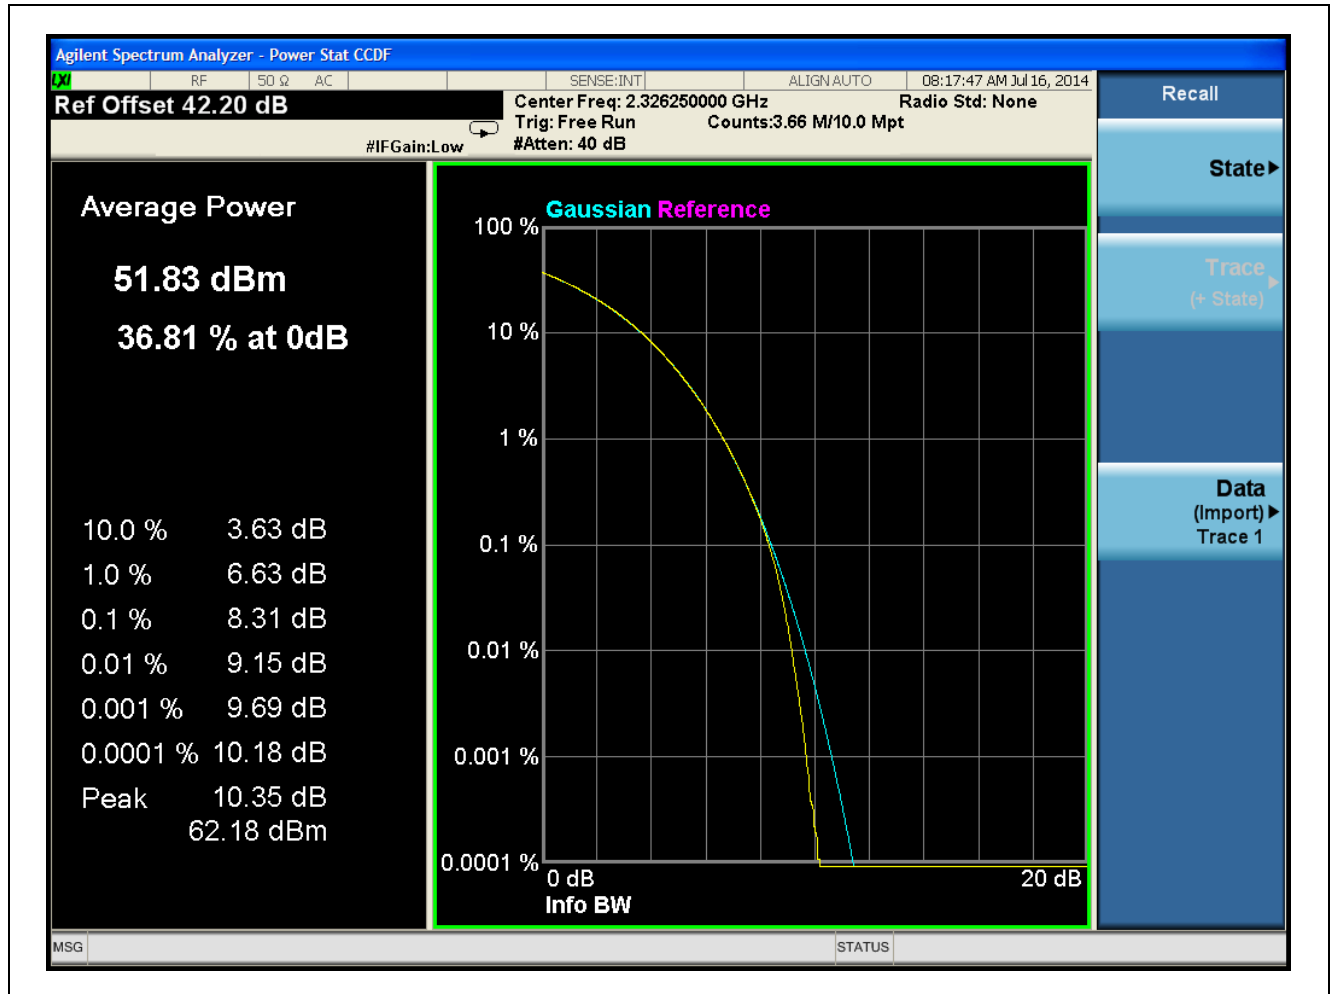 Agilent Spectrum Analyzer - Power Stat CCDF
LXI RF 50 Ω AC SENSE:INT ALIGN AUTO 08:17:47 AM Jul 16, 2014
Ref Offset 42.20 dB
Center Freq: 2.326250000 GHz Radio Std: None
Trig: Free Run Counts:3.66 M/10.0 Mpt
#IFGain:Low #Atten: 40 dB
Average Power
51.83 dBm
36.81 % at 0dB
10.0 % 3.63 dB
1.0 % 6.63 dB
0.1 % 8.31 dB
0.01 % 9.15 dB
0.001 % 9.69 dB
0.0001 % 10.18 dB
Peak 10.35 dB
62.18 dBm
Gaussian Reference
100 %
10 %
1 %
0.1 %
0.01 %
0.001 %
0.0001 %
0 dB 20 dB
Info BW
Recall
State
Trace
(+ State)
Data
(Import)
Trace 1
MSG STATUS